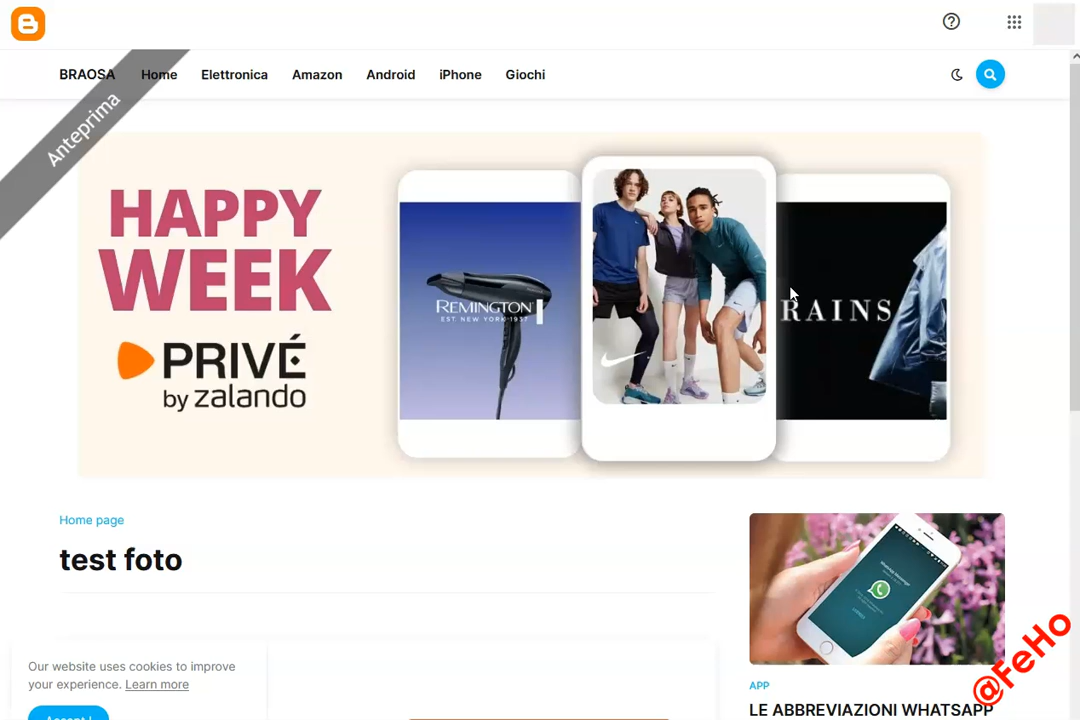 BRAOSA Home Elettronica Amazon Android iPhone Giochi
Anteprima
HAPPY
WEEK
PRIVÉ
by zalando
REMINGTON
EST. NEW YORK 1937
RAINS
Home page
test foto
Our website uses cookies to improve
your experience. Learn more
Accept !
APP
LE ABBREVIAZIONI WHATSAPP
@FeHo